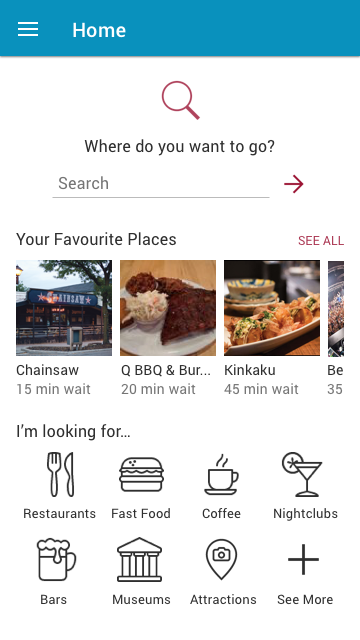 Home
Where do you want to go?
Search
Your Favourite Places
SEE ALL
CHAINSAW
Chainsaw
Q BBQ & Bur...
Kinkaku
Be
15 min wait
20 min wait
45 min wait
35
I'm looking for...
Restaurants
Fast Food
Coffee
Nightclubs
Bars
Museums
Attractions
See More